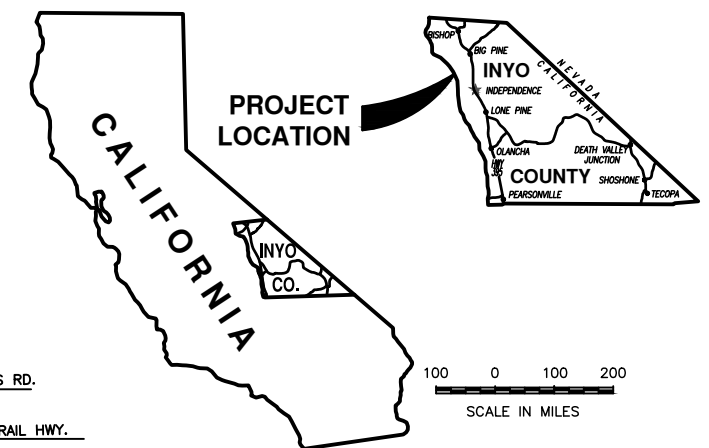 BISHOP
BIG PINE
INYO
NEVADA
CALIFORNIA
INDEPENDENCE
PROJECT
LOCATION
LONE PINE
OLANCHA
DEATH VALLEY
JUNCTION
HWY
395
COUNTY
SHOSHONE
PEARSONVILLE
TECOPA
CALIFORNIA
INYO
CO.
RD.
RAIL HWY.
100 0 100 200
SCALE IN MILES